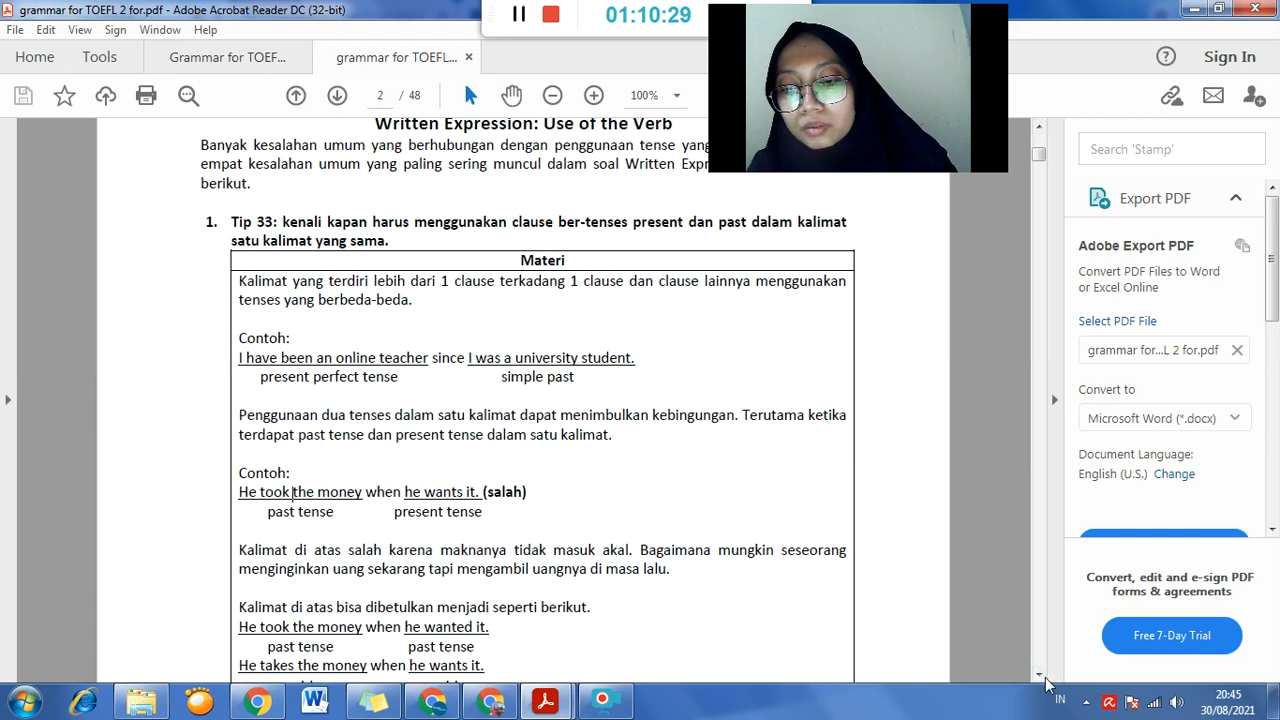 grammar for TOEFL 2 for.pdf - Adobe Acrobat Reader DC (32-bit)
01:10:29
File Edit View Sign Window Help
Home Tools Grammar for TOEF... grammar for TOEFL... × Sign In
2 / 48 100%
Written Expression: Use of the Verb
Banyak kesalahan umum yang berhubungan dengan penggunaan tense yang
empat kesalahan umum yang paling sering muncul dalam soal Written
berikut.
1. Tip 33: kenali kapan harus menggunakan clause ber-tenses present dan past dalam kalimat
satu kalimat yang sama.
Materi
Kalimat yang terdiri lebih dari 1 clause terkadang 1 clause dan clause lainnya menggunakan
tenses yang berbeda-beda.
Contoh:
I have been an online teacher since I was a university student.
present perfect tense simple past
Penggunaan dua tenses dalam satu kalimat dapat menimbulkan kebingungan. Terutama ketika
terdapat past tense dan present tense dalam satu kalimat.
Contoh:
He took the money when he wants it. (salah)
past tense present tense
Kalimat di atas salah karena maknanya tidak masuk akal. Bagaimana mungkin seseorang
menginginkan uang sekarang tapi mengambil uangnya di masa lalu.
Kalimat di atas bisa dibetulkan menjadi seperti berikut.
He took the money when he wanted it.
past tense past tense
He takes the money when he wants it.
Search 'Stamp'
Export PDF
Adobe Export PDF
Convert PDF Files to Word
or Excel Online
Select PDF File
grammar for...L 2 for.pdf
Convert to
Microsoft Word (*.docx)
Document Language:
English (U.S.) Change
Convert, edit and e-sign PDF
forms & agreements
Free 7-Day Trial
IN
20:45
30/08/2021